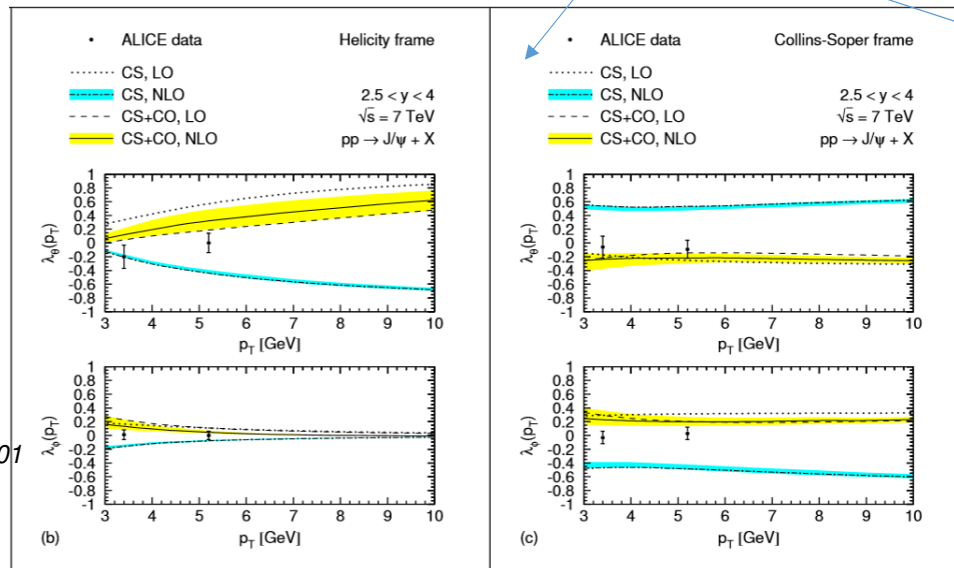 ALICE data Helicity frame
CS, LO
CS, NLO 2.5 < y < 4
CS+CO, LO √s = 7 TeV
CS+CO, NLO pp → J/ψ + X
1
0.8
0.6
0.4
0.2
0
-0.2
-0.4
-0.6
-0.8
-1
λθ(pT)
3 4 5 6 7 8 9 10
pT [GeV]
1
0.8
0.6
0.4
0.2
0
-0.2
-0.4
-0.6
-0.8
-1
λφ(pT)
3 4 5 6 7 8 9 10
(b) pT [GeV]
01
ALICE data Collins-Soper frame
CS, LO
CS, NLO 2.5 < y < 4
CS+CO, LO √s = 7 TeV
CS+CO, NLO pp → J/ψ + X
1
0.8
0.6
0.4
0.2
0
-0.2
-0.4
-0.6
-0.8
-1
λθ(pT)
3 4 5 6 7 8 9 10
pT [GeV]
1
0.8
0.6
0.4
0.2
0
-0.2
-0.4
-0.6
-0.8
-1
λφ(pT)
3 4 5 6 7 8 9 10
(c) pT [GeV]